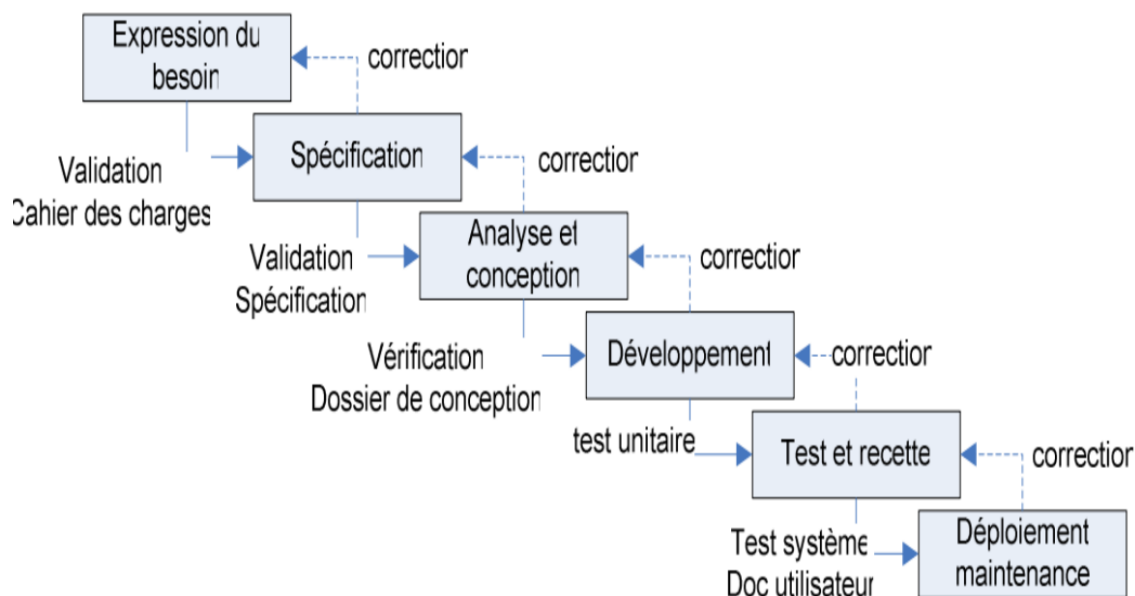 Expression du
besoin
correction
Validation
Cahier des charges
Spécification
correction
Validation
Spécification
Analyse et
conception
correction
Vérification
Dossier de conception
Développement
correction
test unitaire
Test et recette
correction
Test système
Doc utilisateur
Déploiement
maintenance